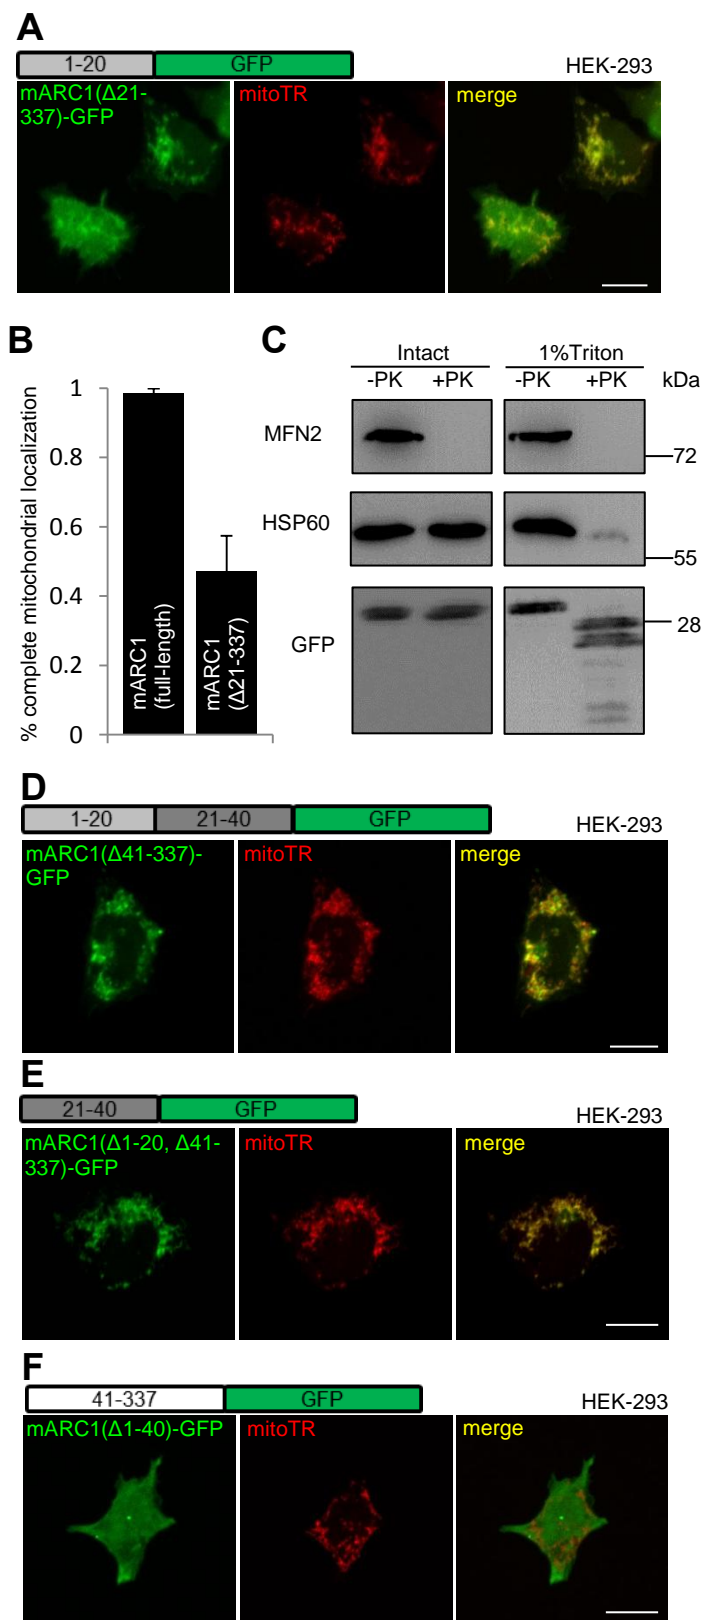 A
1-20 GFP HEK-293
mARC1(Δ21-
337)-GFP
mitoTR
merge
B
% complete mitochondrial localization
1
0.8
0.6
0.4
0.2
0
mARC1
(full-length)
mARC1
(Δ21-337)
C
Intact 1%Triton
-PK +PK -PK +PK kDa
MFN2
72
HSP60
55
GFP
28
D
1-20 21-40 GFP HEK-293
mARC1(Δ41-337)-
GFP
mitoTR
merge
E
21-40 GFP HEK-293
mARC1(Δ1-20, Δ41-
337)-GFP
mitoTR
merge
F
41-337 GFP HEK-293
mARC1(Δ1-40)-GFP
mitoTR
merge